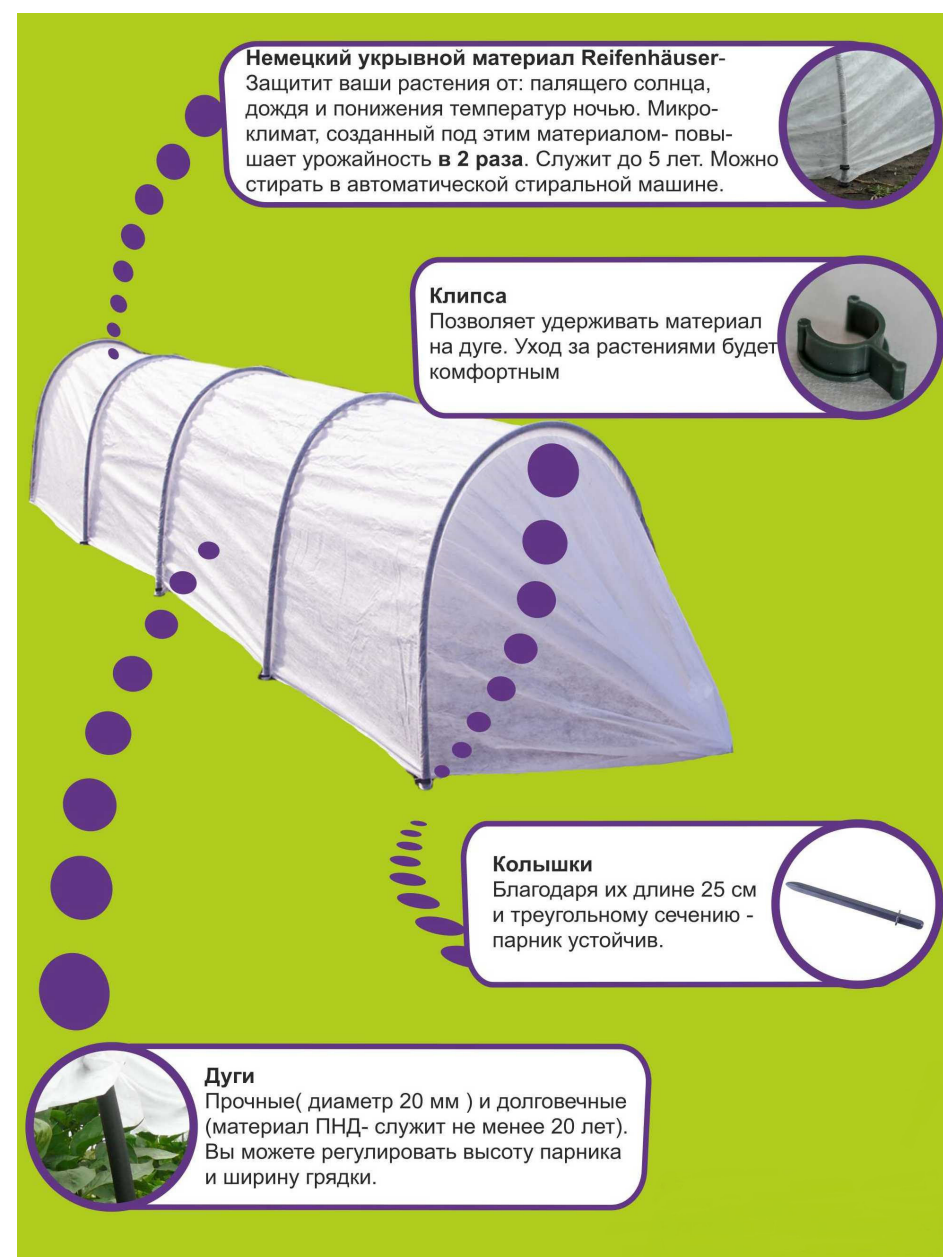 Немецкий укрывной материал Reifenhäuser-
Защитит ваши растения от: палящего солнца,
дождя и понижения температур ночью. Микро-
климат, созданный под этим материалом- повы-
шает урожайность в 2 раза. Служит до 5 лет. Можно
стирать в автоматической стиральной машине.
Клипса
Позволяет удерживать материал
на дуге. Уход за растениями будет
комфортным
Колышки
Благодаря их длине 25 см
и треугольному сечению -
парник устойчив.
Дуги
Прочные( диаметр 20 мм ) и долговечные
(материал ПНД- служит не менее 20 лет).
Вы можете регулировать высоту парника
и ширину грядки.